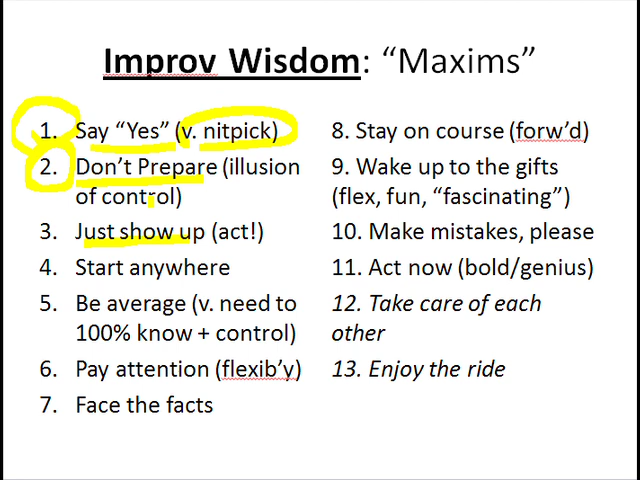 Improv Wisdom: “Maxims”
1. Say “Yes” (v. nitpick)
2. Don’t Prepare (illusion
of control)
3. Just show up (act!)
4. Start anywhere
5. Be average (v. need to
100% know + control)
6. Pay attention (flexib’y)
7. Face the facts
8. Stay on course (forw’d)
9. Wake up to the gifts
(flex, fun, “fascinating”)
10. Make mistakes, please
11. Act now (bold/genius)
12. Take care of each
other
13. Enjoy the ride